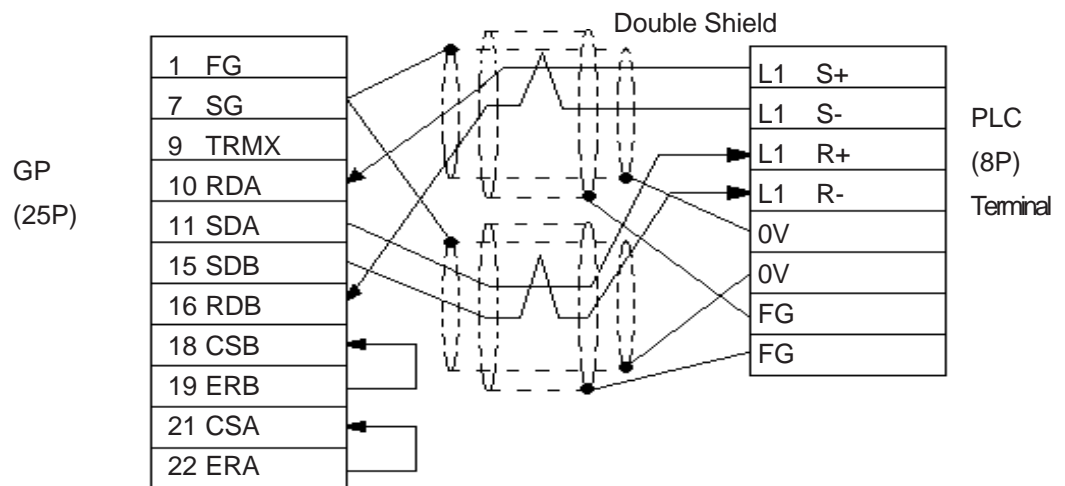 Double Shield
GP
(25P)
1 FG
7 SG
9 TRMX
10 RDA
11 SDA
15 SDB
16 RDB
18 CSB
19 ERB
21 CSA
22 ERA
L1 S+
L1 S-
L1 R+
L1 R-
0V
0V
FG
FG
PLC
(8P)
Terminal